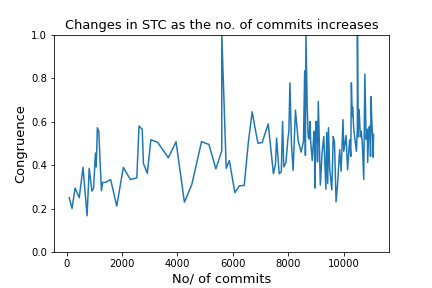 Changes in STC as the no. of commits increases
1.0
0.8
0.6
0.4
0.2
0.0
Congruence
0 2000 4000 6000 8000 10000
No/ of commits